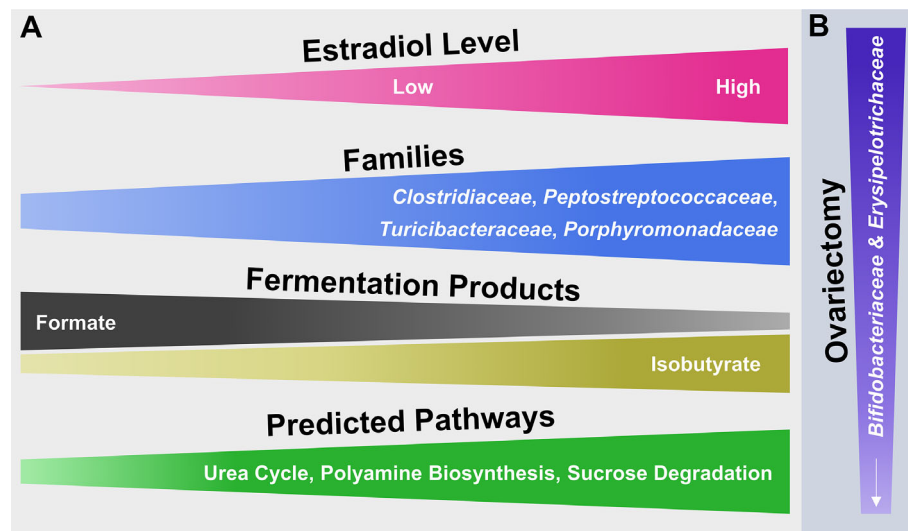 A
Estradiol Level
Low
High
Families
Clostridiaceae, Peptostreptococcaceae,
Turicibacteraceae, Porphyromonadaceae
Fermentation Products
Formate
Isobutyrate
Predicted Pathways
Urea Cycle, Polyamine Biosynthesis, Sucrose Degradation
B
Ovariectomy
Bifidobacteriaceae & Erysipelotrichaceae